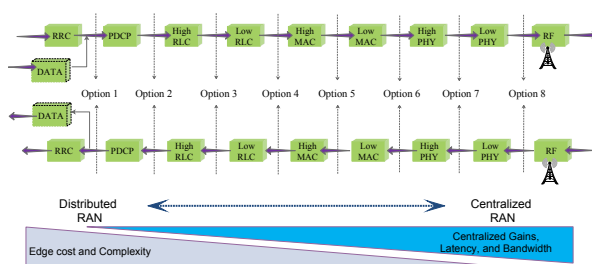 RRC
PDCP
High
RLC
Low
RLC
High
MAC
Low
MAC
High
PHY
Low
PHY
RF
DATA
Option 1
Option 2
Option 3
Option 4
Option 5
Option 6
Option 7
Option 8
DATA
RRC
PDCP
High
RLC
Low
RLC
High
MAC
Low
MAC
High
PHY
Low
PHY
RF
Distributed
RAN
Centralized
RAN
Centralized Gains,
Latency, and Bandwidth
Edge cost and Complexity